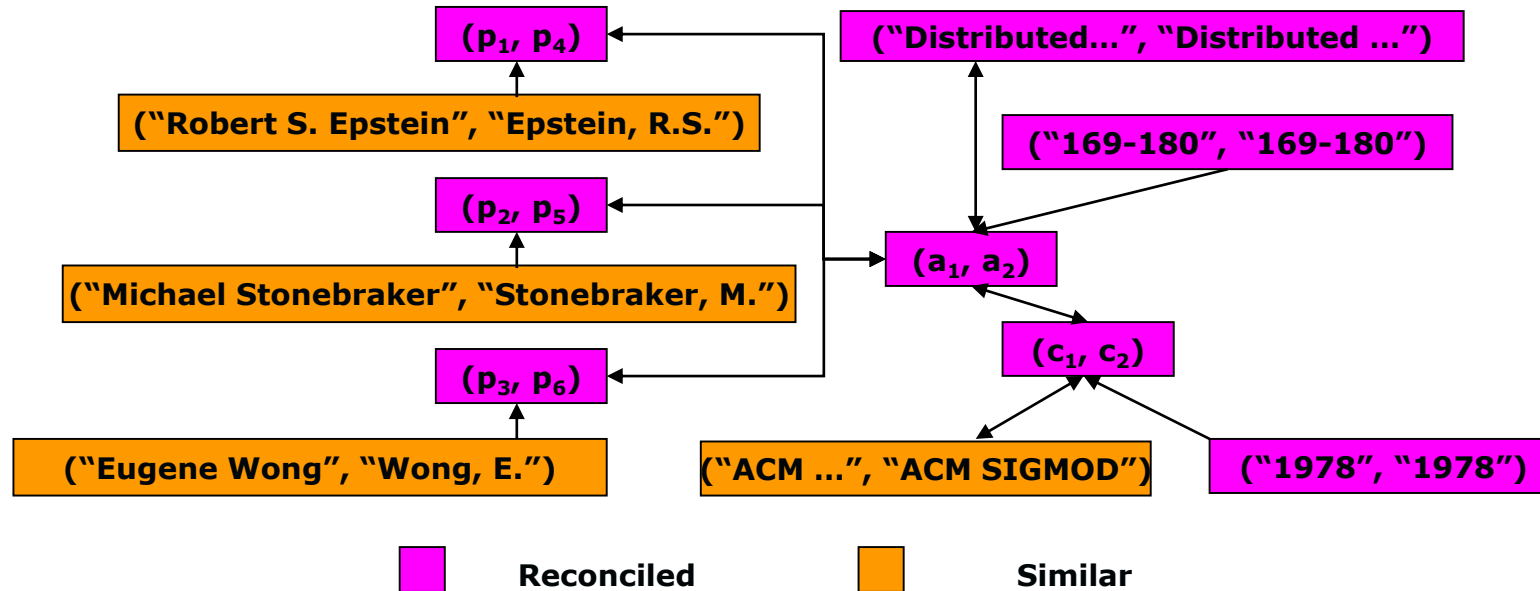 (p₁, p₄)
(“Distributed…”, “Distributed …”)
(“Robert S. Epstein”, “Epstein, R.S.”)
(“169-180”, “169-180”)
(p₂, p₅)
(a₁, a₂)
(“Michael Stonebraker”, “Stonebraker, M.”)
(c₁, c₂)
(p₃, p₆)
(“Eugene Wong”, “Wong, E.”)
(“ACM …”, “ACM SIGMOD”)
(“1978”, “1978”)
Reconciled
Similar